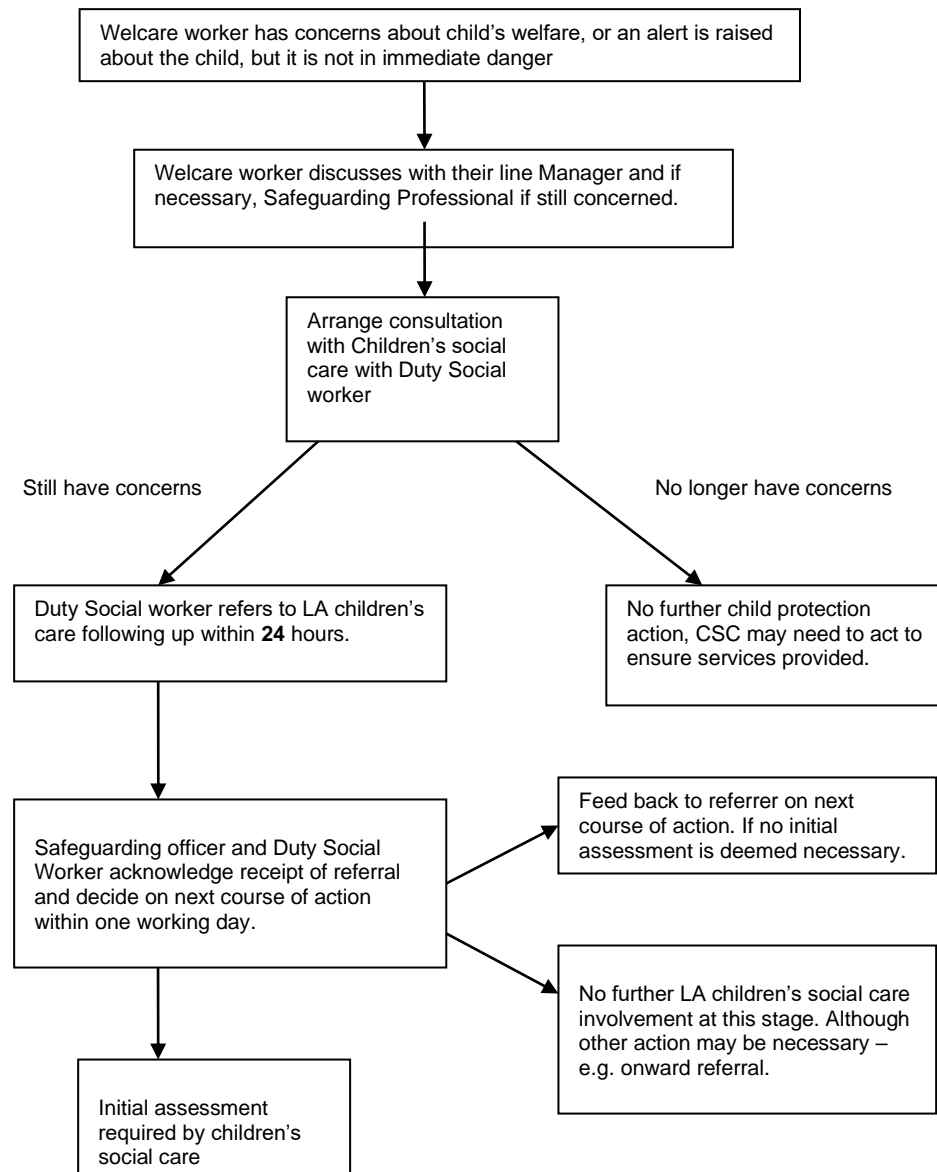 Welcare worker has concerns about child’s welfare, or an alert is raised
about the child, but it is not in immediate danger
Welcare worker discusses with their line Manager and if
necessary, Safeguarding Professional if still concerned.
Arrange consultation
with Children’s social
care with Duty Social
worker
Still have concerns
No longer have concerns
Duty Social worker refers to LA children’s
care following up within 24 hours.
No further child protection
action, CSC may need to act to
ensure services provided.
Safeguarding officer and Duty Social
Worker acknowledge receipt of referral
and decide on next course of action
within one working day.
Feed back to referrer on next
course of action. If no initial
assessment is deemed necessary.
No further LA children’s social care
involvement at this stage. Although
other action may be necessary –
e.g. onward referral.
Initial assessment
required by children’s
social care